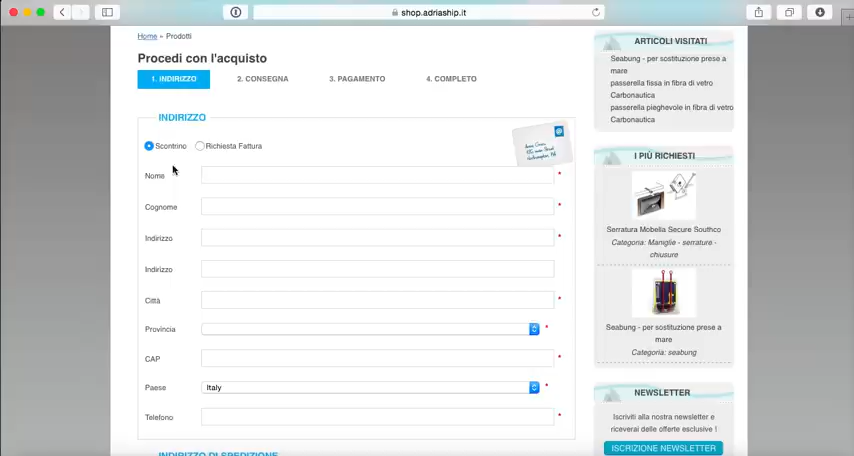 shop.adriaship.it
Home » Prodotti
Procedi con l'acquisto
1. INDIRIZZO
2. CONSEGNA
3. PAGAMENTO
4. COMPLETO
INDIRIZZO
Scontrino
Richiesta Fattura
Nome
*
Cognome
*
Indirizzo
*
Indirizzo
Città
*
Provincia
*
CAP
*
Paese
Italy
*
Telefono
*
INDIRIZZO DI SPEDIZIONE
ARTICOLI VISITATI
Seabung - per sostituzione prese a
mare
passerella fissa in fibra di vetro
Carbonautica
passerella pieghevole in fibra di vetro
Carbonautica
I PIÙ RICHIESTI
Serratura Mobella Secure Southco
Categoria: Maniglie - serrature -
chiusure
Seabung - per sostituzione prese a
mare
Categoria: seabung
NEWSLETTER
Iscriviti alla nostra newsletter e
riceverai delle offerte esclusive !
ISCRIZIONE NEWSLETTER